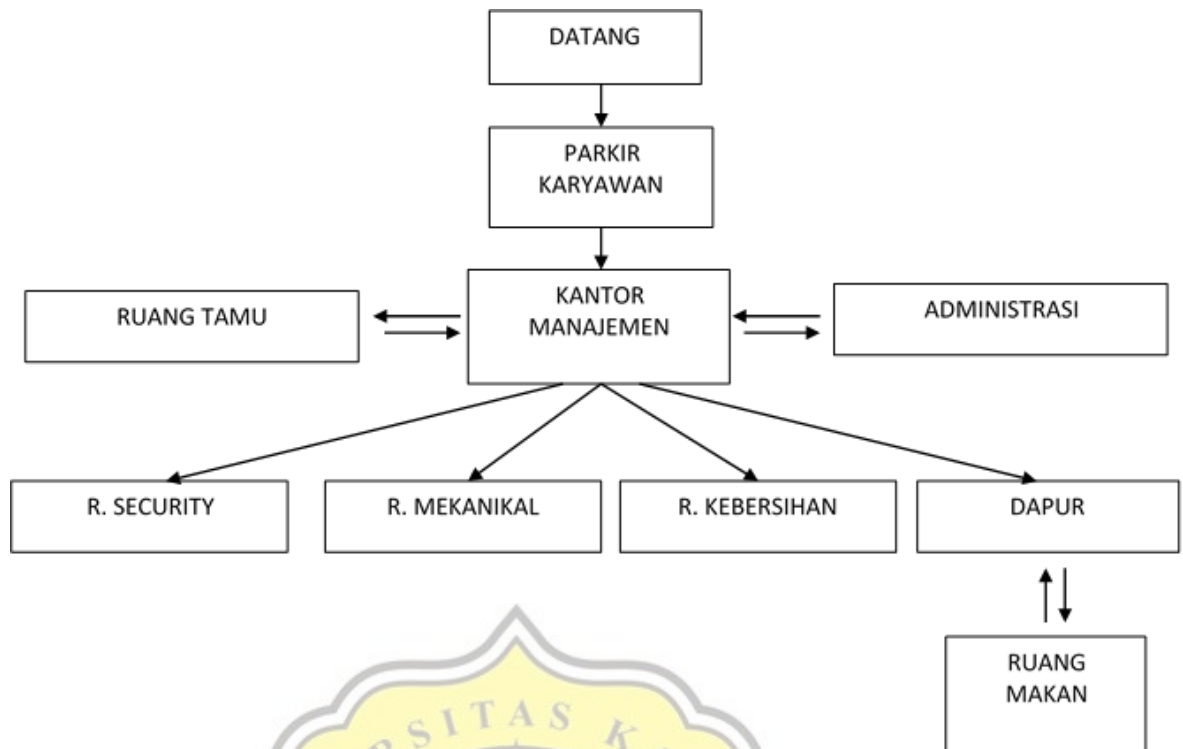 DATANG
PARKIR
KARYAWAN
KANTOR
MANAJEMEN
RUANG TAMU
ADMINISTRASI
R. SECURITY
R. MEKANIKAL
R. KEBERSIHAN
DAPUR
RUANG
MAKAN